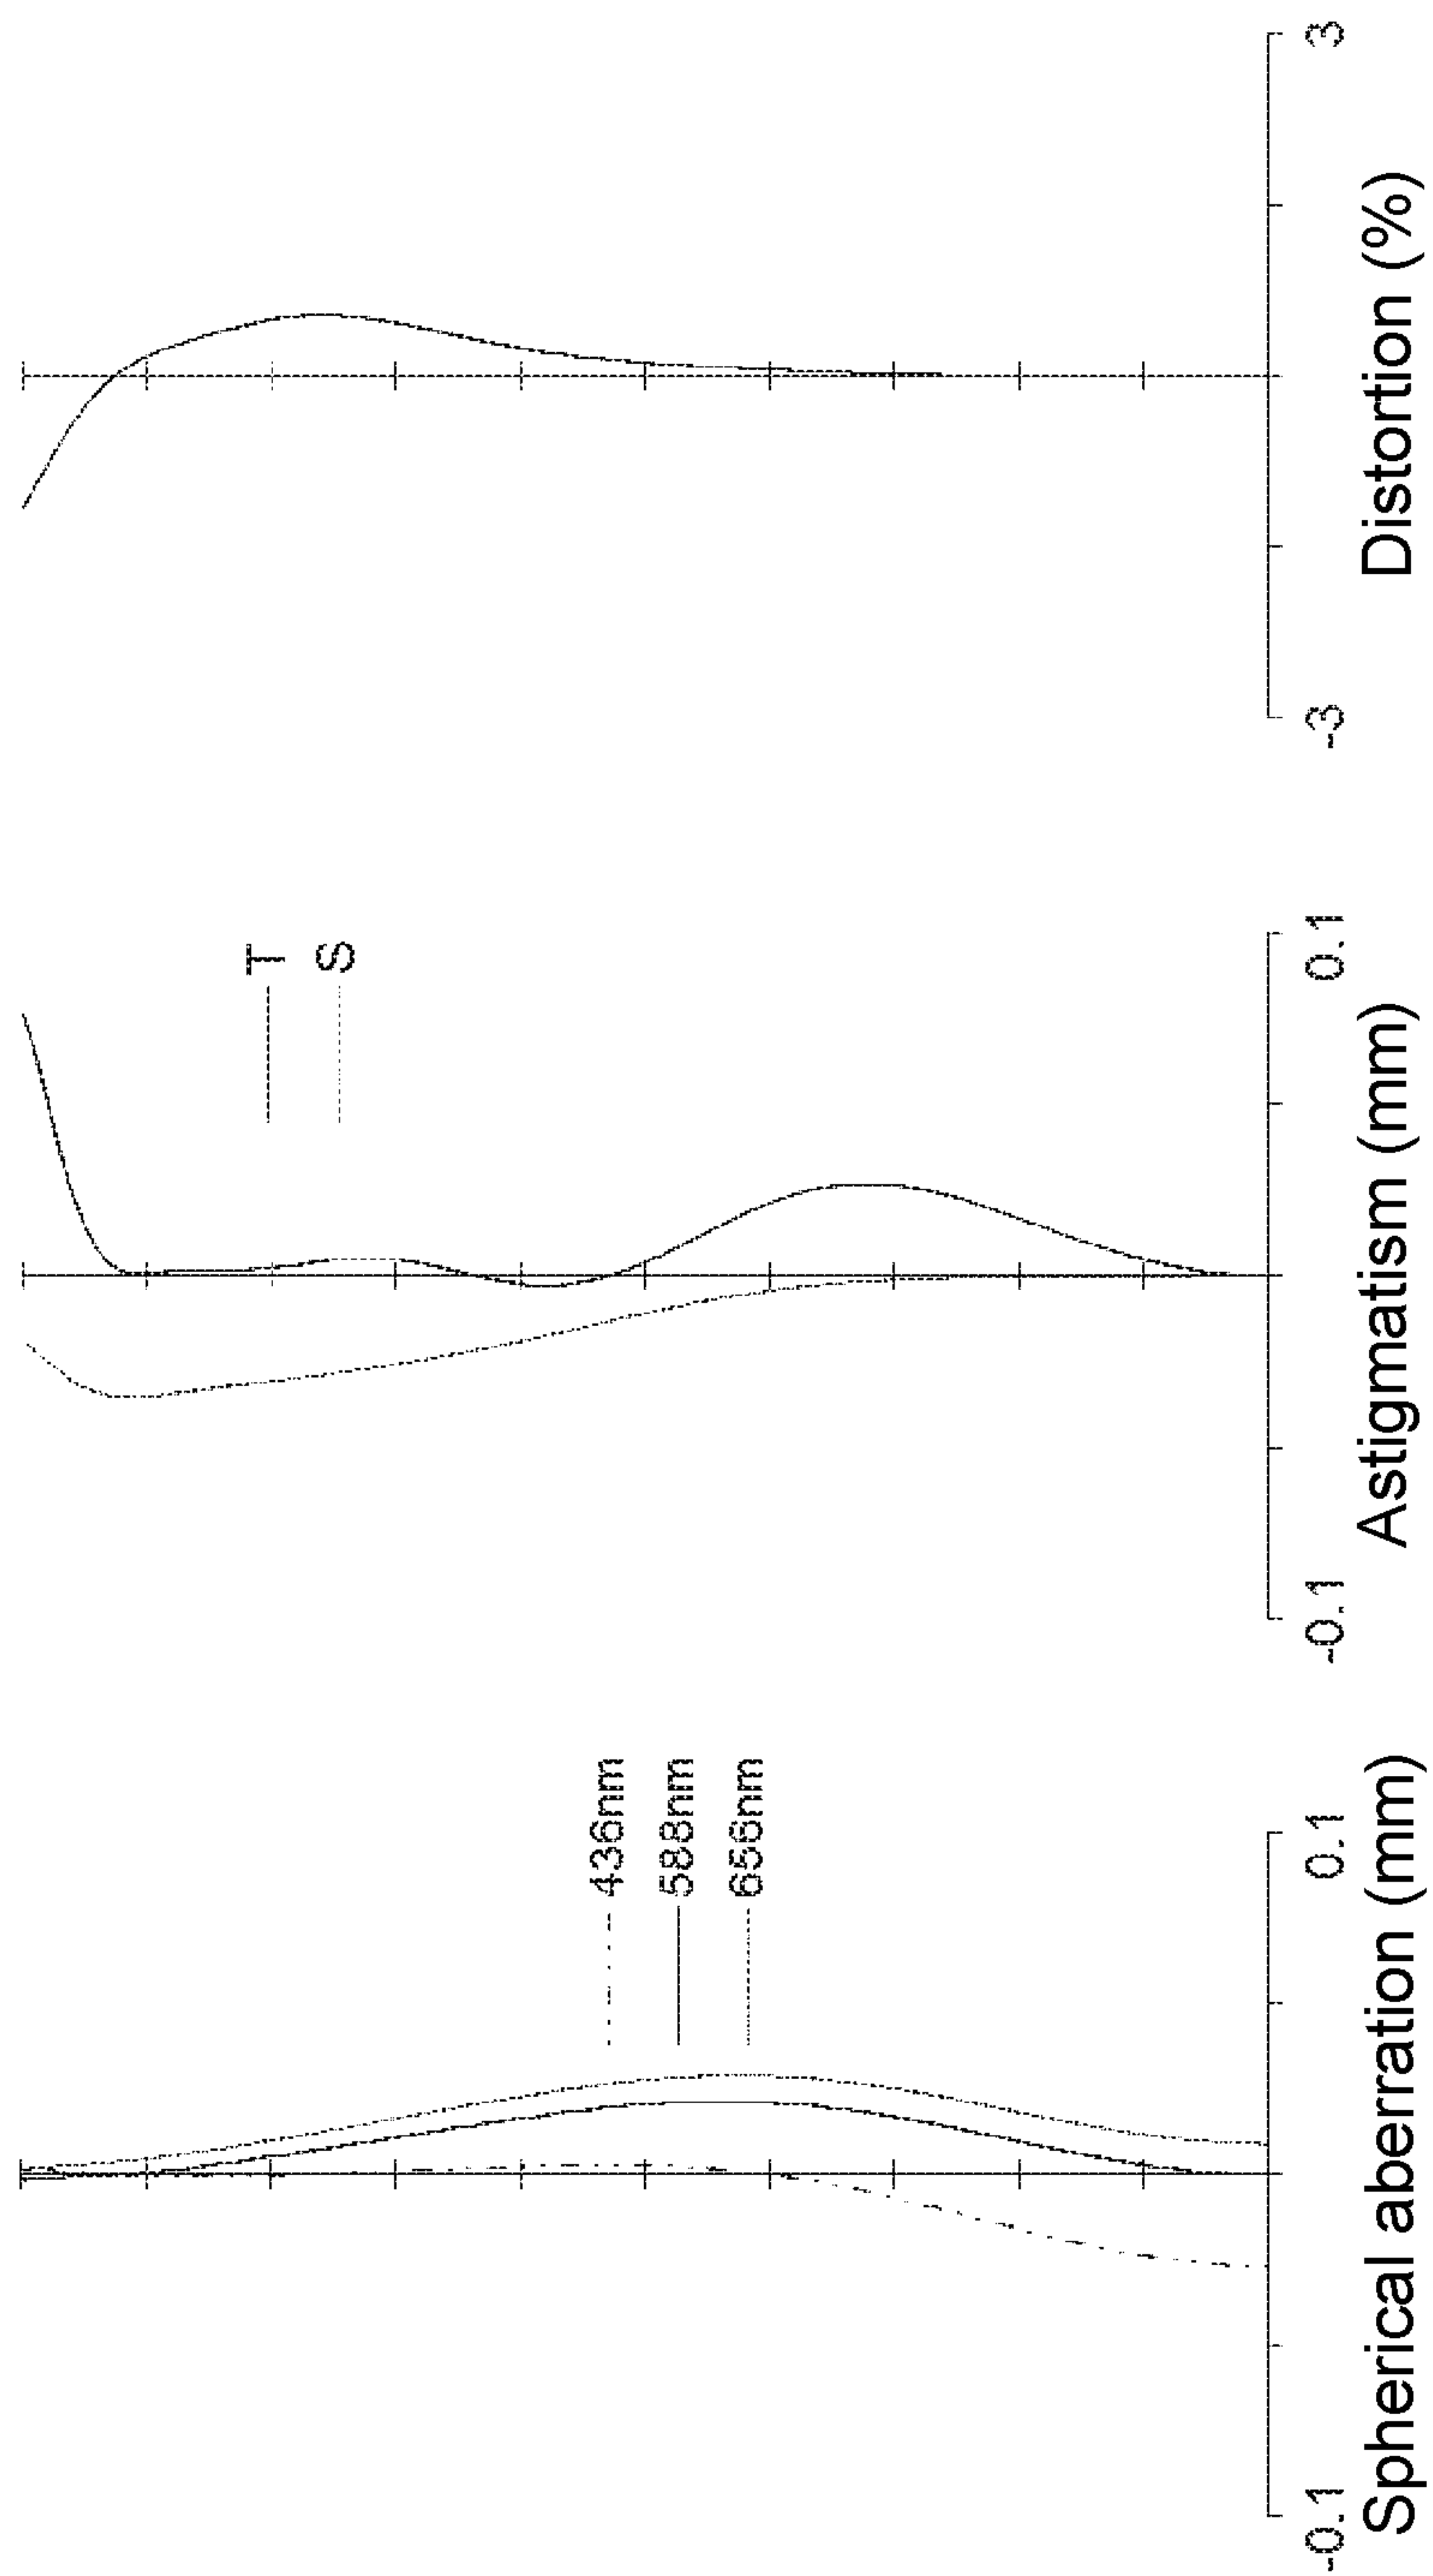 436nm
588nm
656nm
-0.1
0.1
Spherical aberration (mm)
T
S
-0.1
0.1
Astigmatism (mm)
-3
3
Distortion (%)